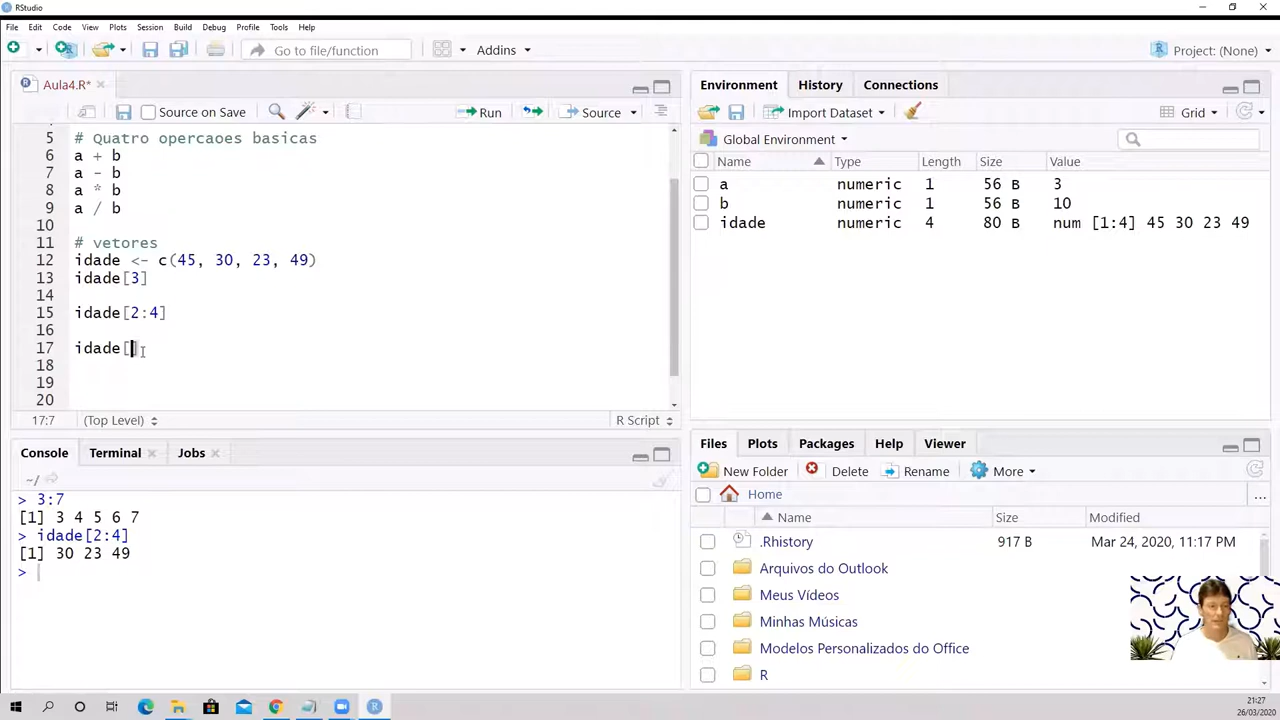 RStudio
File Edit Code View Plots Session Build Debug Profile Tools Help
Go to file/function Addins Project: (None)
Aula4.R*
Source on Save Run Source
5 # Quatro opercaoes basicas
6 a + b
7 a - b
8 a * b
9 a / b
10
11 # vetores
12 idade <- c(45, 30, 23, 49)
13 idade[3]
14
15 idade[2:4]
16
17 idade[]
18
19
20
17:7 (Top Level) R Script
Console Terminal Jobs
~/
> 3:7
[1] 3 4 5 6 7
> idade[2:4]
[1] 30 23 49
>
Environment History Connections
Import Dataset Grid
Global Environment
Name Type Length Size Value
a numeric 1 56 B 3
b numeric 1 56 B 10
idade numeric 4 80 B num [1:4] 45 30 23 49
Files Plots Packages Help Viewer
New Folder Delete Rename More
Home ...
Name Size Modified
.Rhistory 917 B Mar 24, 2020, 11:17 PM
Arquivos do Outlook
Meus Vídeos
Minhas Músicas
Modelos Personalizados do Office
R
21:27
26/03/2020